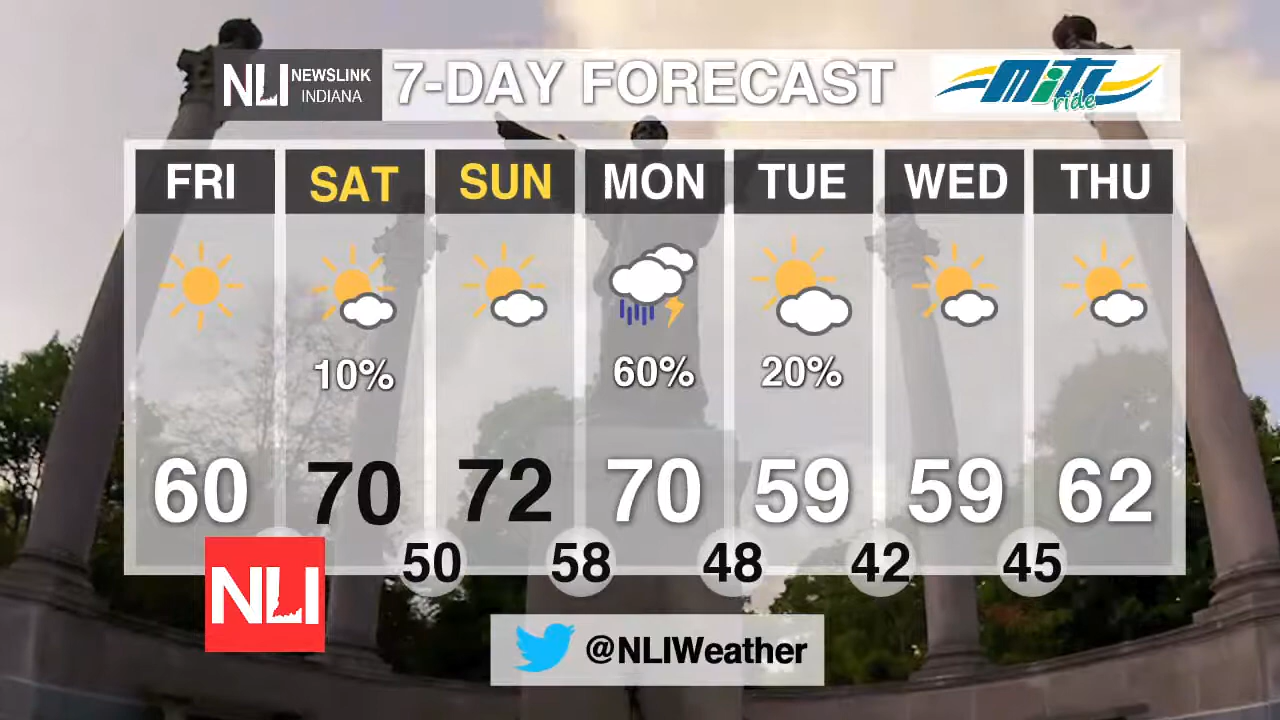 NLI NEWSLINK INDIANA 7-DAY FORECAST MiTS ride
FRI SAT SUN MON TUE WED THU
10% 60% 20%
60 70 72 70 59 59 62
50 58 48 42 45
NLI
@NLIWeather